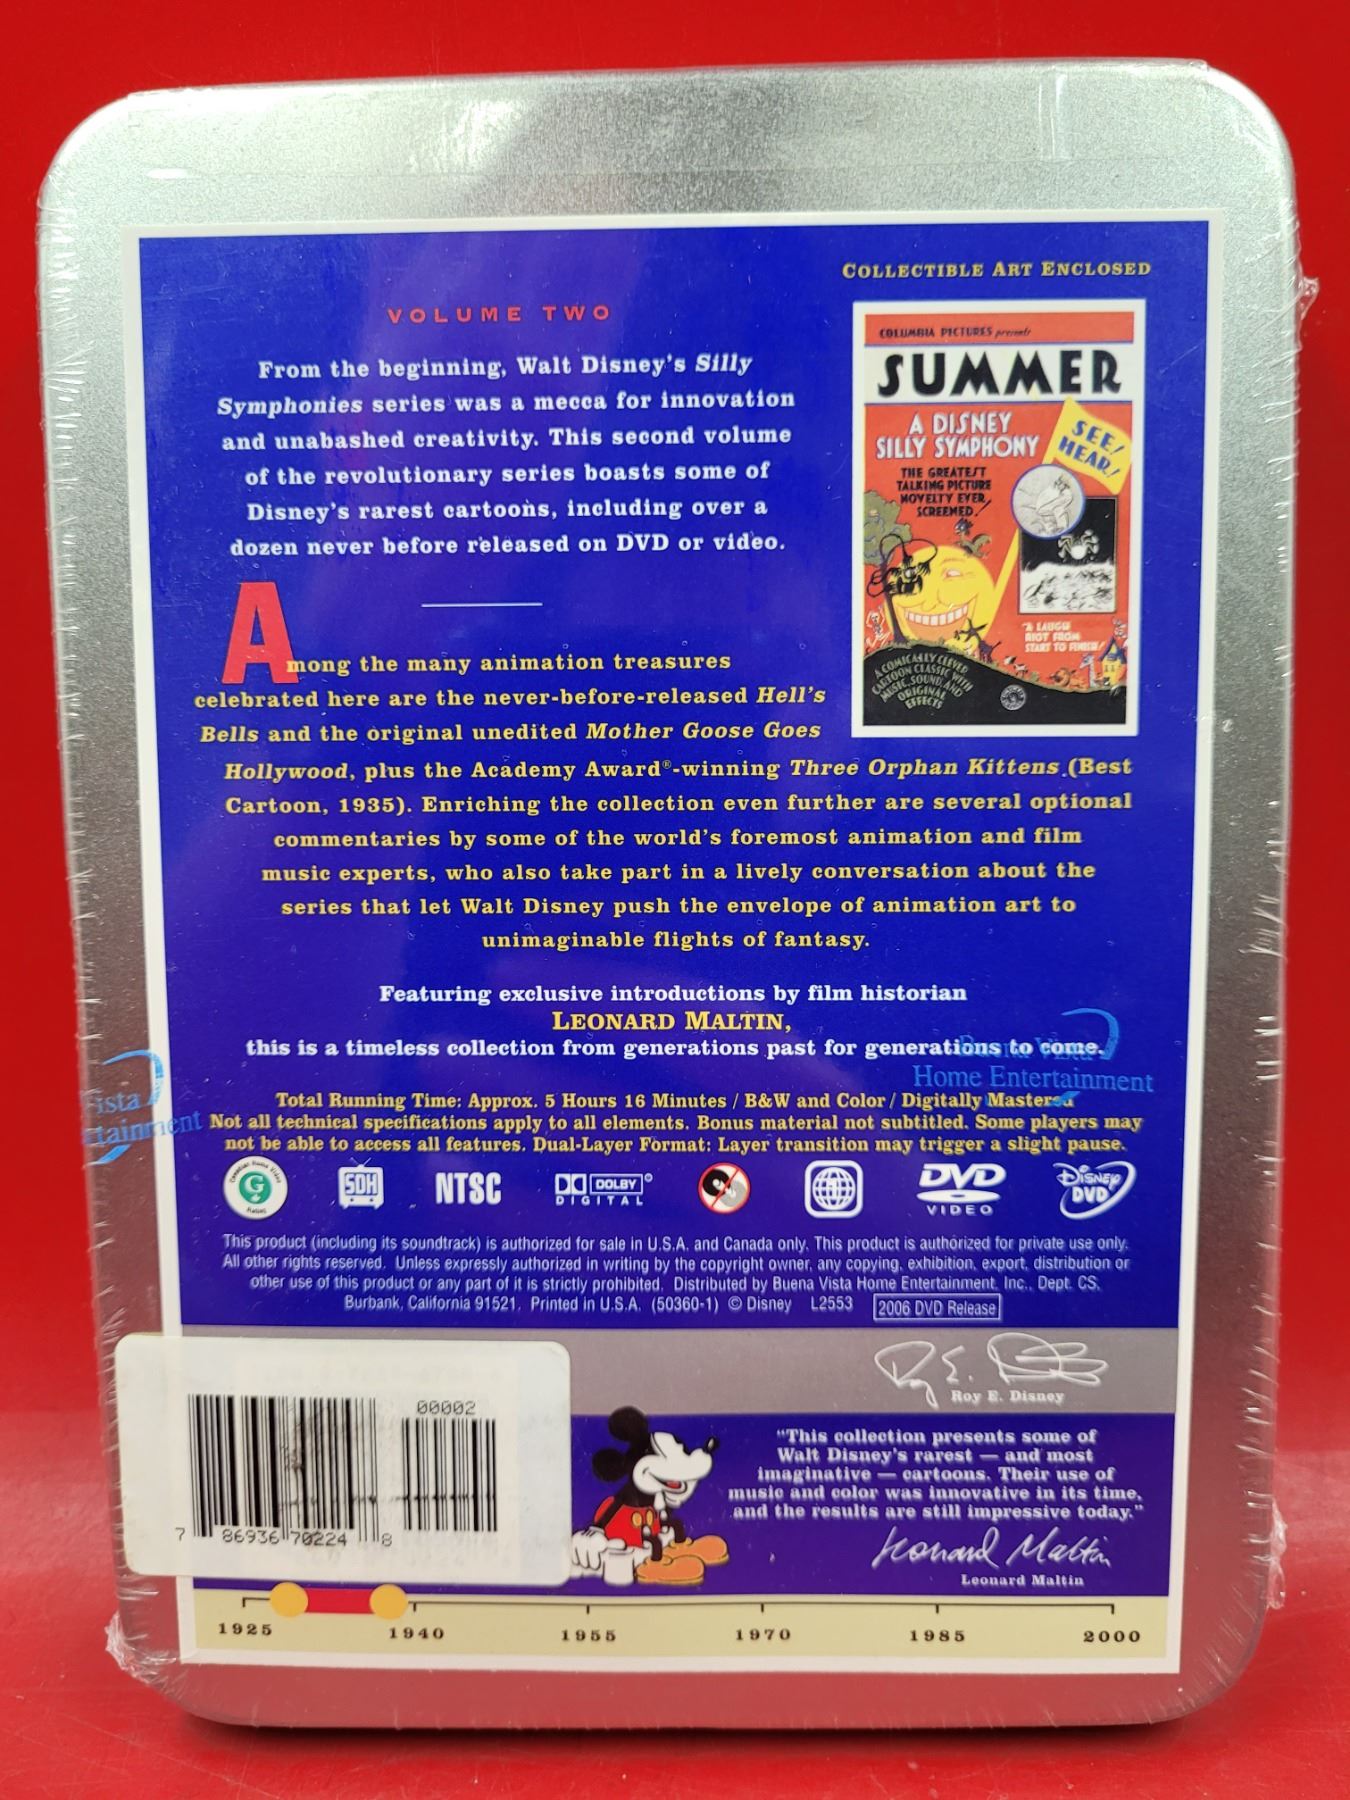 COLLECTIBLE ART ENCLOSED
VOLUME TWO
From the beginning, Walt Disney's Silly
Symphonies series was a mecca for innovation
and unabashed creativity. This second volume
of the revolutionary series boasts some of
Disney's rarest cartoons, including over a
dozen never before released on DVD or video.
COLUMBIA PICTURES presents
SUMMER
A DISNEY
SILLY SYMPHONY
SEE!
HEAR!
THE GREATEST
TALKING PICTURE
NOVELTY EVER
SCREENED!
"A LAUGH
RIOT FROM
START TO FINISH!"
A COMICALLY CLEVER
CARTOON CLASSIC WITH
MUSIC, SOUND AND
ORIGINAL
EFFECTS
Among the many animation treasures
celebrated here are the never-before-released Hell's
Bells and the original unedited Mother Goose Goes
Hollywood, plus the Academy Award®-winning Three Orphan Kittens (Best
Cartoon, 1935). Enriching the collection even further are several optional
commentaries by some of the world's foremost animation and film
music experts, who also take part in a lively conversation about the
series that let Walt Disney push the envelope of animation art to
unimaginable flights of fantasy.
Featuring exclusive introductions by film historian
LEONARD MALTIN,
this is a timeless collection from generations past for generations to come.
Buena Vista
Home Entertainment
ista
tainment
Total Running Time: Approx. 5 Hours 16 Minutes / B&W and Color / Digitally Mastered
Not all technical specifications apply to all elements. Bonus material not subtitled. Some players may
not be able to access all features. Dual-Layer Format: Layer transition may trigger a slight pause.
Canadian Home Video
G
Rating
SDH
NTSC
DOLBY
DIGITAL
1
DVD
VIDEO
DISNEY
DVD
This product (including its soundtrack) is authorized for sale in U.S.A. and Canada only. This product is authorized for private use only.
All other rights reserved. Unless expressly authorized in writing by the copyright owner, any copying, exhibition, export, distribution or
other use of this product or any part of it is strictly prohibited. Distributed by Buena Vista Home Entertainment, Inc., Dept. CS,
Burbank, California 91521. Printed in U.S.A. (50360-1) © Disney L2553 2006 DVD Release
Roy E. Disney
Roy E. Disney
00002
7 86936 70224 8
"This collection presents some of
Walt Disney's rarest — and most
imaginative — cartoons. Their use of
music and color was innovative in its time,
and the results are still impressive today."
Leonard Maltin
Leonard Maltin
1925 1940 1955 1970 1985 2000